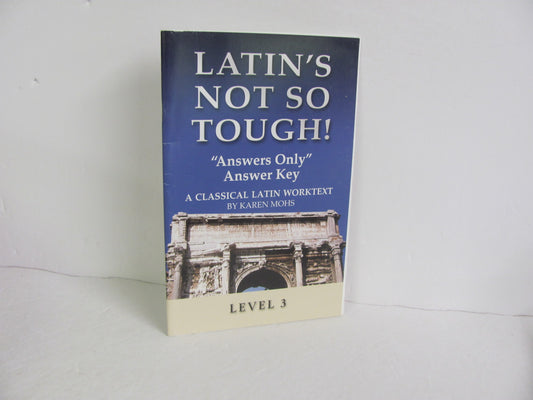 LATIN'S
NOT SO
TOUGH!
"Answers Only"
Answer Key
A CLASSICAL LATIN WORKTEXT
BY KAREN MOHS
LEVEL 3